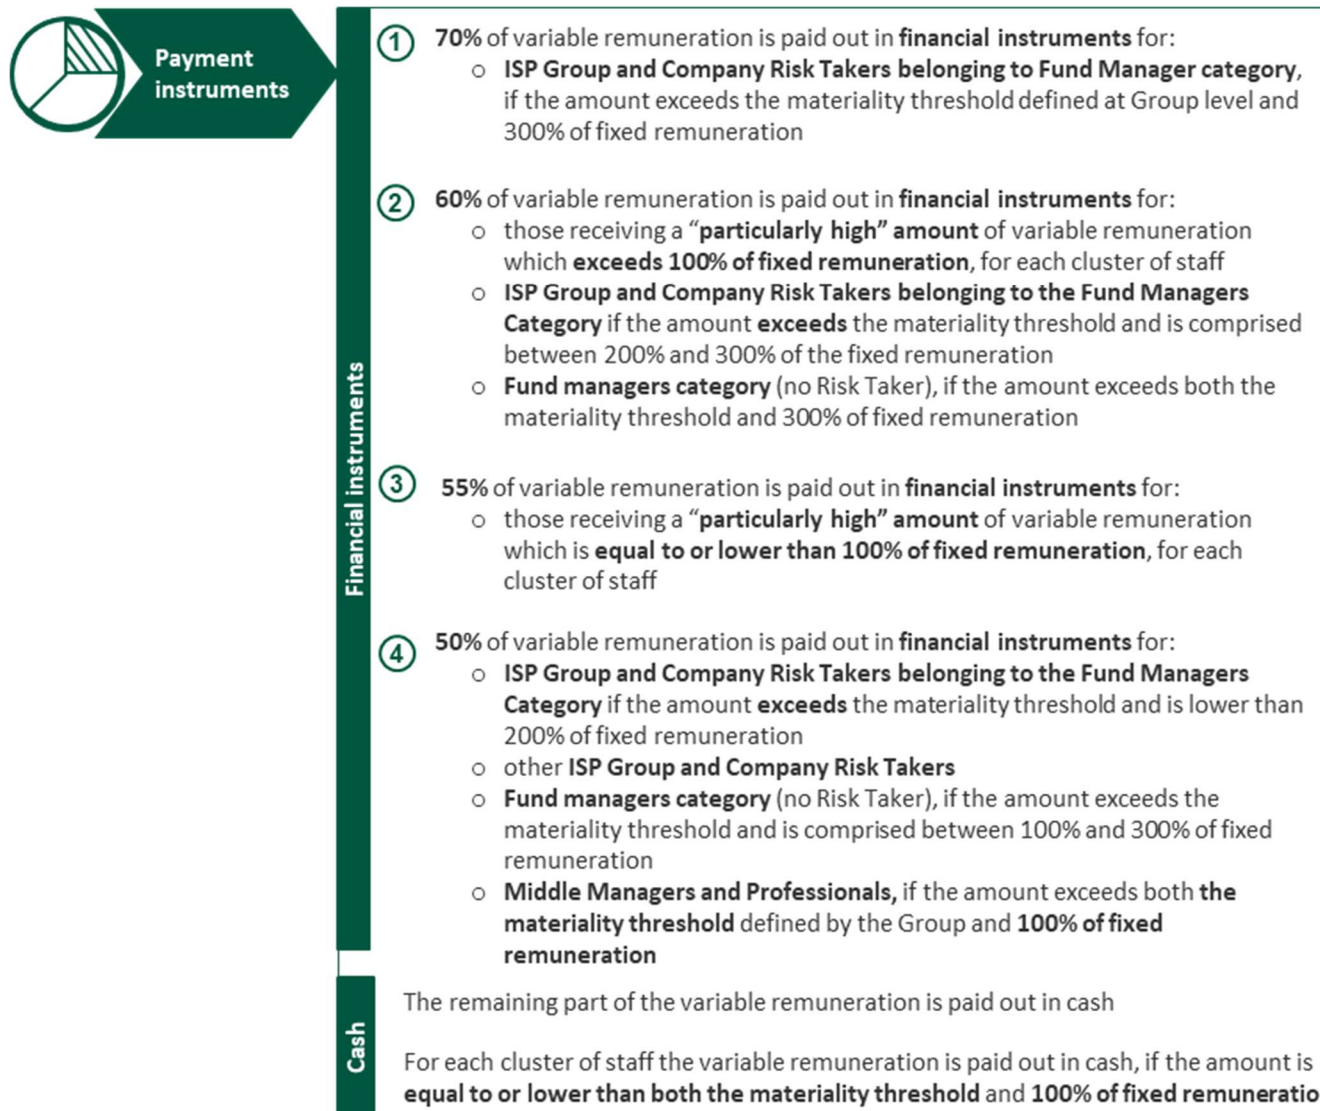 Payment
instruments
Financial instruments
1
70% of variable remuneration is paid out in financial instruments for:
○ ISP Group and Company Risk Takers belonging to Fund Manager category,
if the amount exceeds the materiality threshold defined at Group level and
300% of fixed remuneration
2
60% of variable remuneration is paid out in financial instruments for:
○ those receiving a “particularly high” amount of variable remuneration
which exceeds 100% of fixed remuneration, for each cluster of staff
○ ISP Group and Company Risk Takers belonging to the Fund Managers
Category if the amount exceeds the materiality threshold and is comprised
between 200% and 300% of the fixed remuneration
○ Fund managers category (no Risk Taker), if the amount exceeds both the
materiality threshold and 300% of fixed remuneration
3
55% of variable remuneration is paid out in financial instruments for:
○ those receiving a “particularly high” amount of variable remuneration
which is equal to or lower than 100% of fixed remuneration, for each
cluster of staff
4
50% of variable remuneration is paid out in financial instruments for:
○ ISP Group and Company Risk Takers belonging to the Fund Managers
Category if the amount exceeds the materiality threshold and is lower than
200% of fixed remuneration
○ other ISP Group and Company Risk Takers
○ Fund managers category (no Risk Taker), if the amount exceeds the
materiality threshold and is comprised between 100% and 300% of fixed
remuneration
○ Middle Managers and Professionals, if the amount exceeds both the
materiality threshold defined by the Group and 100% of fixed
remuneration
Cash
The remaining part of the variable remuneration is paid out in cash
For each cluster of staff the variable remuneration is paid out in cash, if the amount is
equal to or lower than both the materiality threshold and 100% of fixed remuneratio